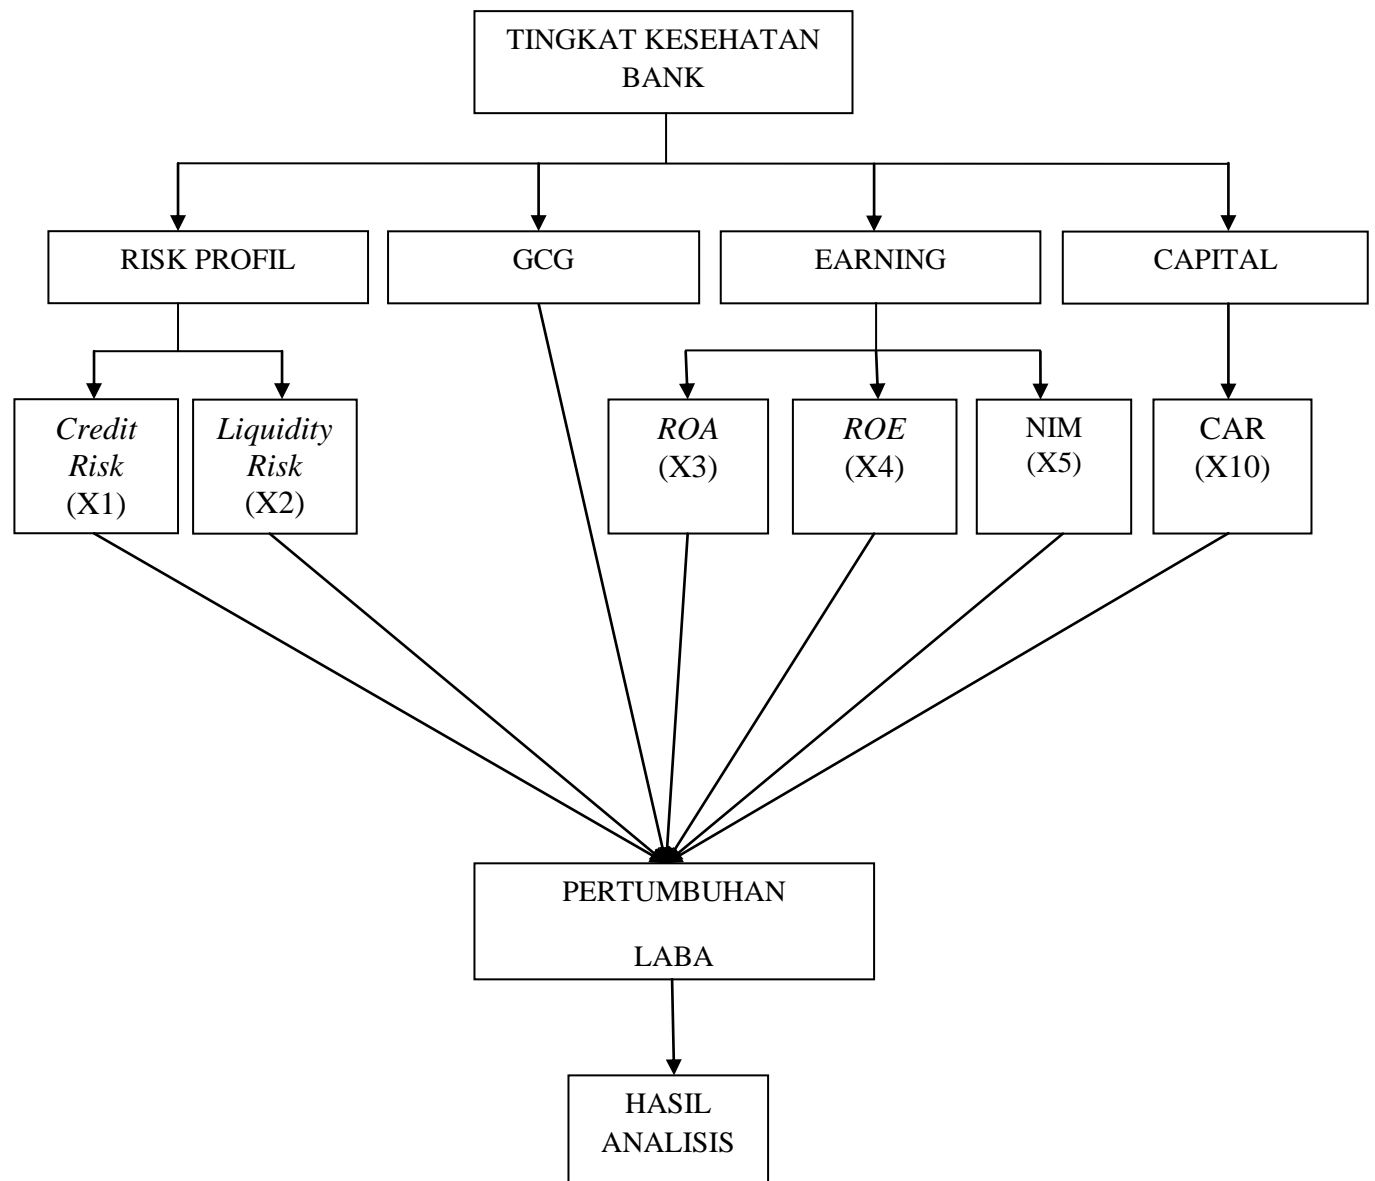 TINGKAT KESEHATAN
BANK
RISK PROFIL
GCG
EARNING
CAPITAL
Credit
Risk
(X1)
Liquidity
Risk
(X2)
ROA
(X3)
ROE
(X4)
NIM
(X5)
CAR
(X10)
PERTUMBUHAN
LABA
HASIL
ANALISIS